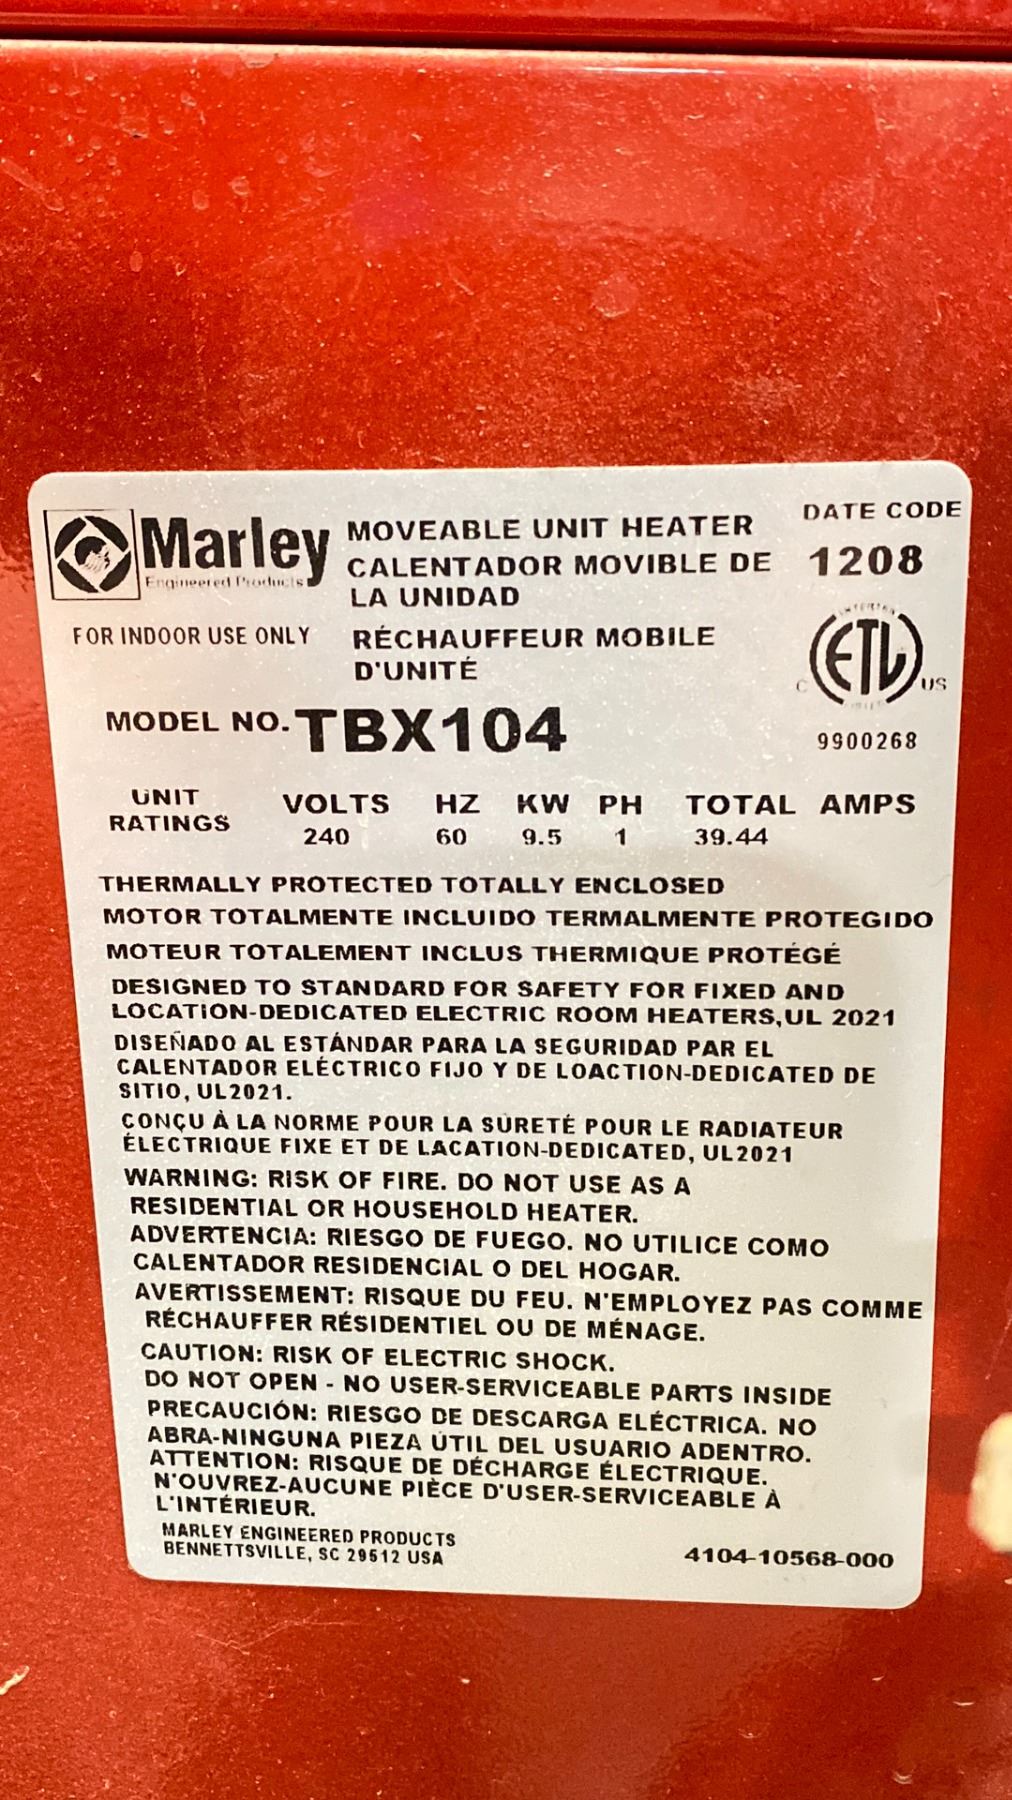 Marley
Engineered Products
MOVEABLE UNIT HEATER
CALENTADOR MOVIBLE DE
LA UNIDAD
RÉCHAUFFEUR MOBILE
D'UNITÉ
DATE CODE
1208
FOR INDOOR USE ONLY
INTERTEK
ETL
C US
9900268
MODEL NO. TBX104
UNIT RATINGS
VOLTS HZ KW PH TOTAL AMPS
240 60 9.5 1 39.44
THERMALLY PROTECTED TOTALLY ENCLOSED
MOTOR TOTALMENTE INCLUIDO TERMALMENTE PROTEGIDO
MOTEUR TOTALEMENT INCLUS THERMIQUE PROTÉGÉ
DESIGNED TO STANDARD FOR SAFETY FOR FIXED AND
LOCATION-DEDICATED ELECTRIC ROOM HEATERS,UL 2021
DISEÑADO AL ESTÁNDAR PARA LA SEGURIDAD PAR EL
CALENTADOR ELÉCTRICO FIJO Y DE LOACTION-DEDICATED DE
SITIO, UL2021.
CONÇU À LA NORME POUR LA SÛRETÉ POUR LE RADIATEUR
ÉLECTRIQUE FIXE ET DE LACATION-DEDICATED, UL2021
WARNING: RISK OF FIRE. DO NOT USE AS A
RESIDENTIAL OR HOUSEHOLD HEATER.
ADVERTENCIA: RIESGO DE FUEGO. NO UTILICE COMO
CALENTADOR RESIDENCIAL O DEL HOGAR.
AVERTISSEMENT: RISQUE DU FEU. N'EMPLOYEZ PAS COMME
RÉCHAUFFER RÉSIDENTIEL OU DE MÉNAGE.
CAUTION: RISK OF ELECTRIC SHOCK.
DO NOT OPEN - NO USER-SERVICEABLE PARTS INSIDE
PRECAUCIÓN: RIESGO DE DESCARGA ELÉCTRICA. NO
ABRA-NINGUNA PIEZA ÚTIL DEL USUARIO ADENTRO.
ATTENTION: RISQUE DE DÉCHARGE ÉLECTRIQUE.
N'OUVREZ-AUCUNE PIÈCE D'USER-SERVICEABLE À
L'INTÉRIEUR.
MARLEY ENGINEERED PRODUCTS
BENNETTSVILLE, SC 29512 USA
4104-10568-000